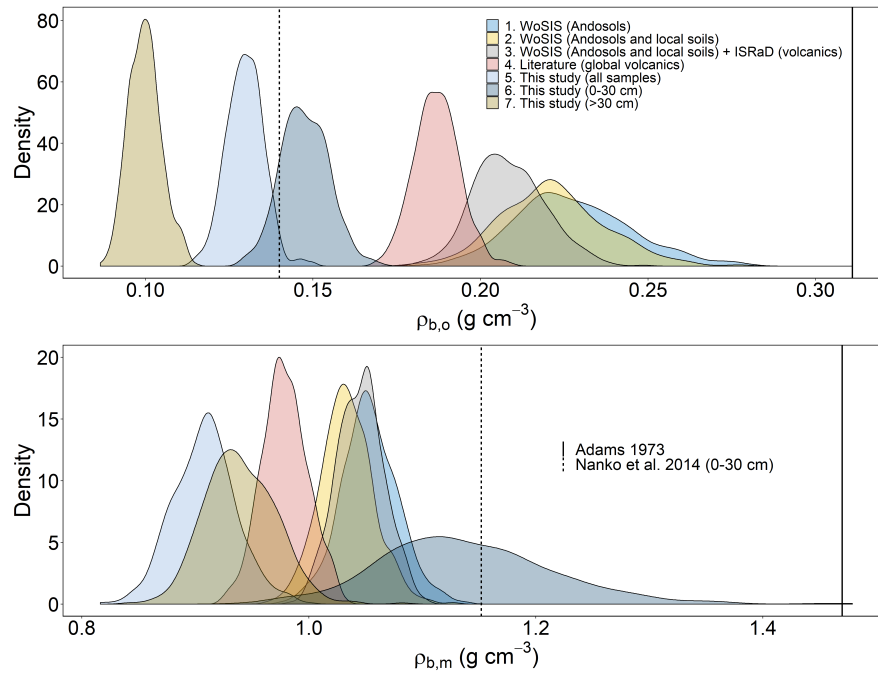 80
60
40
20
0
Density
1. WoSIS (Andosols)
2. WoSIS (Andosols and local soils)
3. WoSIS (Andosols and local soils) + ISRaD (volcanics)
4. Literature (global volcanics)
5. This study (all samples)
6. This study (0-30 cm)
7. This study (>30 cm)
0.10 0.15 0.20 0.25 0.30
ρb,o (g cm⁻³)
20
15
10
5
0
Density
Adams 1973
Nanko et al. 2014 (0-30 cm)
0.8 1.0 1.2 1.4
ρb,m (g cm⁻³)